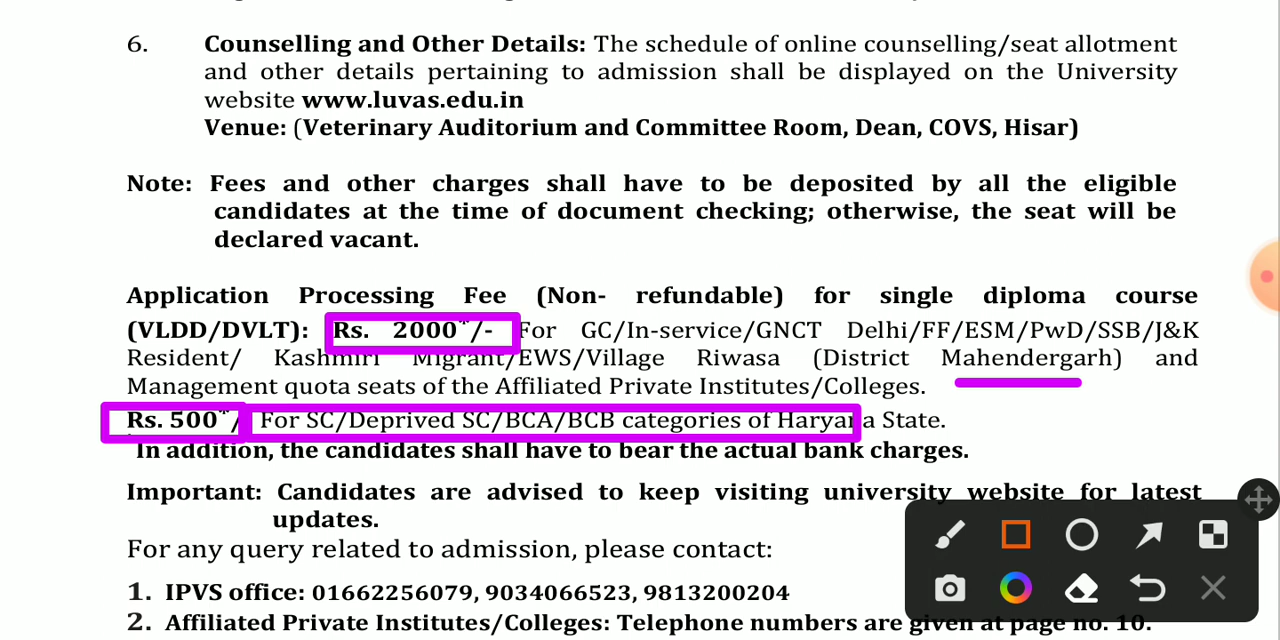 6. Counselling and Other Details: The schedule of online counselling/seat allotment
and other details pertaining to admission shall be displayed on the University
website www.luvas.edu.in
Venue: (Veterinary Auditorium and Committee Room, Dean, COVS, Hisar)
Note: Fees and other charges shall have to be deposited by all the eligible
candidates at the time of document checking; otherwise, the seat will be
declared vacant.
Application Processing Fee (Non- refundable) for single diploma course
(VLDD/DVLT): Rs. 2000*/- For GC/In-service/GNCT Delhi/FF/ESM/PwD/SSB/J&K
Resident/ Kashmiri Migrant/EWS/Village Riwasa (District Mahendergarh) and
Management quota seats of the Affiliated Private Institutes/Colleges.
Rs. 500*/ For SC/Deprived SC/BCA/BCB categories of Haryana State.
In addition, the candidates shall have to bear the actual bank charges.
Important: Candidates are advised to keep visiting university website for latest
updates.
For any query related to admission, please contact:
1. IPVS office: 01662256079, 9034066523, 9813200204
2. Affiliated Private Institutes/Colleges: Telephone numbers are given at page no. 10.